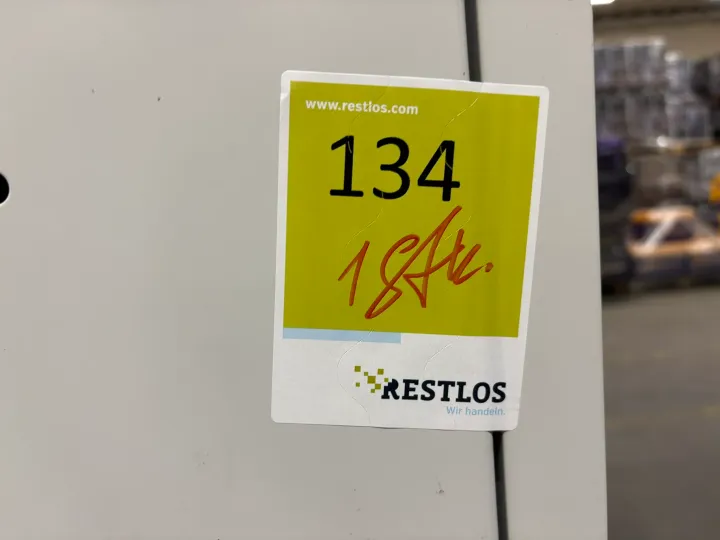 www.restlos.com
134
1 Stk.
RESTLOS
Wir handeln.